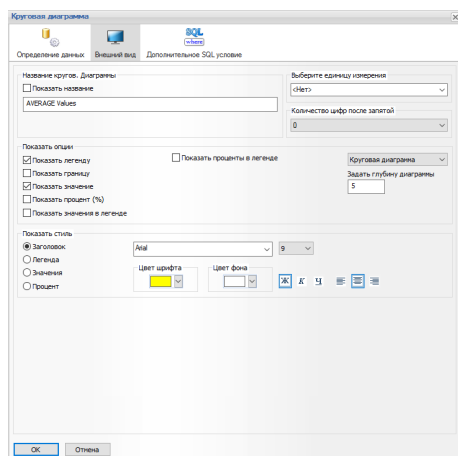 Круговая диаграмма
SQL
where
Определение данных Внешний вид Дополнительное SQL условие
Название кругов. Диаграммы
Показать название
AVERAGE Values
Выберите единицу измерения
<Нет>
Количество цифр после запятой
0
Показать опции
Показать легенду
Показать проценты в легенде
Круговая диаграмма
Показать границу
Задать глубину диаграммы
Показать значение
5
Показать процент (%)
Показать значения в легенде
Показать стиль
Заголовок
Arial
9
Легенда
Цвет шрифта
Цвет фона
Значения
Ж К Ч
Процент
OK Отмена